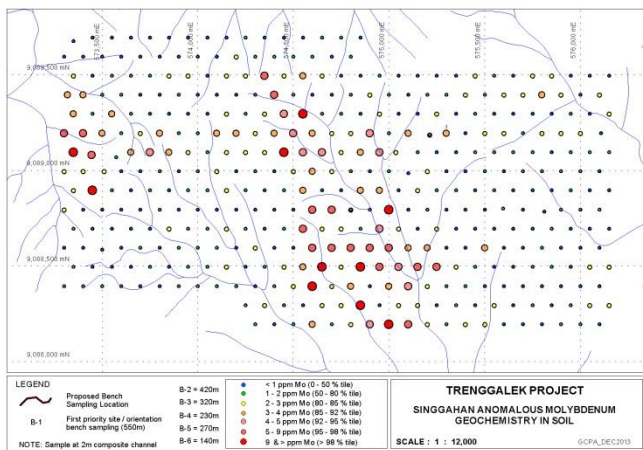 573,500 mE
574,000 mE
574,500 mE
575,000 mE
575,500 mE
576,000 mE
9,089,500 mN
9,089,000 mN
9,088,500 mN
9,088,000 mN
LEGEND
Proposed Bench
Sampling Location
B-1
First priority site / orientation
bench sampling (550m)
NOTE: Sample at 2m composite channel
B-2 = 420m
B-3 = 320m
B-4 = 230m
B-5 = 270m
B-6 = 140m
< 1 ppm Mo (0 - 50 % tile)
1 - 2 ppm Mo (50 - 80 % tile)
2 - 3 ppm Mo (80 - 85 % tile)
3 - 4 ppm Mo (85 - 92 % tile)
4 - 5 ppm Mo (92 - 95 % tile)
5 - 9 ppm Mo (95 - 98 % tile)
9 & > ppm Mo (> 98 % tile)
TRENGGALEK PROJECT
SINGGAHAN ANOMALOUS MOLYBDENUM
GEOCHEMISTRY IN SOIL
SCALE : 1 : 12,000
GCPA_DEC2013